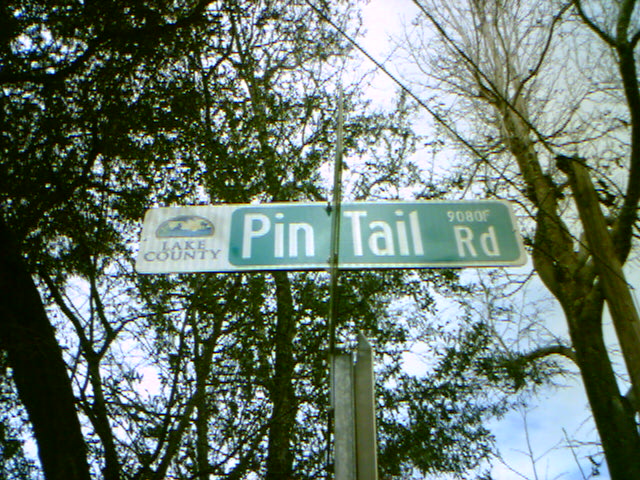 LAKE
COUNTY
Pin Tail Rd
9080F